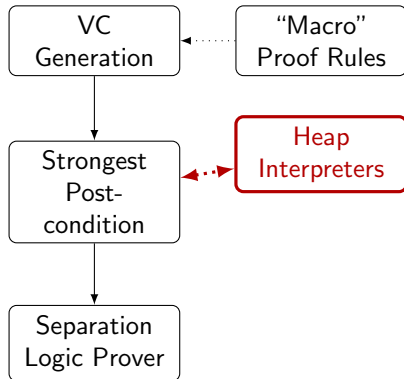 VC
Generation
“Macro”
Proof Rules
Strongest
Post-
condition
Heap
Interpreters
Separation
Logic Prover